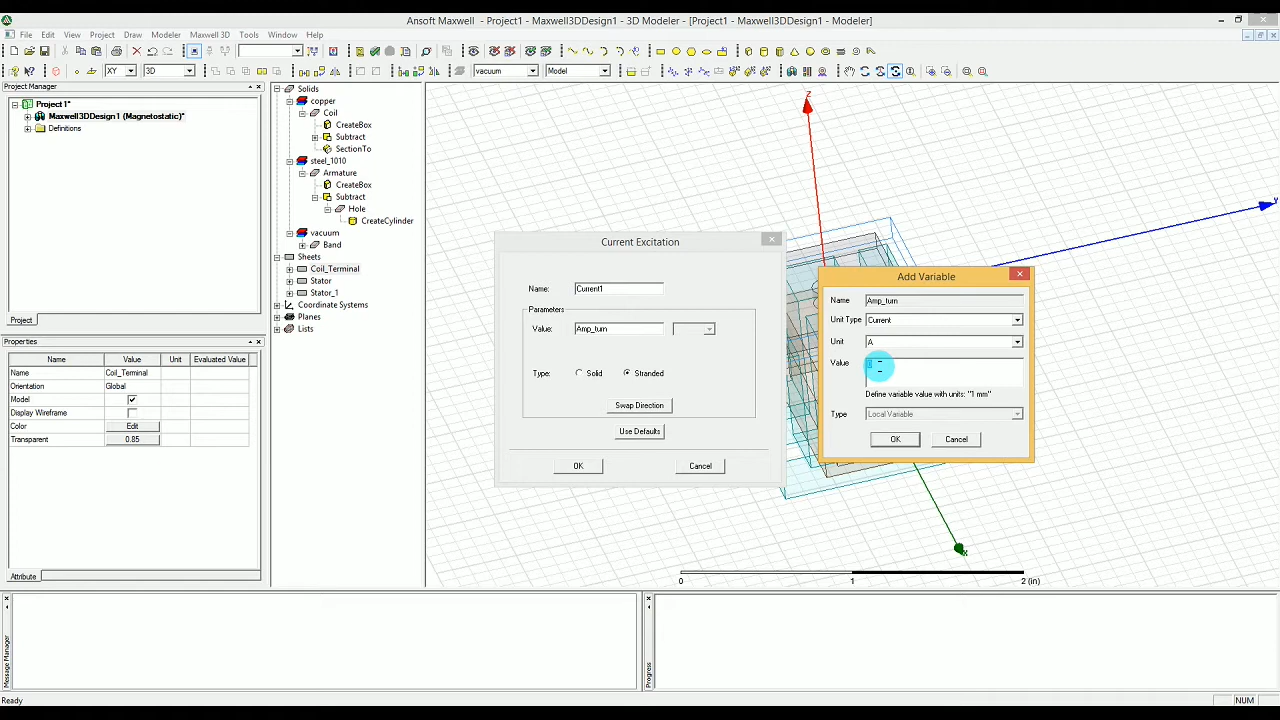 Ansoft Maxwell - Project1 - Maxwell3DDesign1 - 3D Modeler - [Project1 - Maxwell3DDesign1 - Modeler]
File Edit View Project Draw Modeler Maxwell 3D Tools Window Help
XY 3D vacuum Model
Project Manager
Project1*
Maxwell3DDesign1 (Magnetostatic)*
Definitions
Project
Properties
Name Value Unit Evaluated Value
Name Coil_Terminal
Orientation Global
Model
Display Wireframe
Color Edit
Transparent 0.85
Attribute
Solids
copper
Coil
CreateBox
Subtract
SectionTo
steel_1010
Armature
CreateBox
Subtract
Hole
CreateCylinder
vacuum
Band
Sheets
Coil_Terminal
Stator
Stator_1
Coordinate Systems
Planes
Lists
Z
Y
X
0 1 2 (in)
Current Excitation
Name: Current1
Parameters
Value: Amp_turn
Type: Solid Stranded
Swap Direction
Use Defaults
OK Cancel
Add Variable
Name Amp_turn
Unit Type Current
Unit A
Value
Define variable value with units: "1 mm"
Type Local Variable
OK Cancel
Message Manager
Progress
Ready NUM